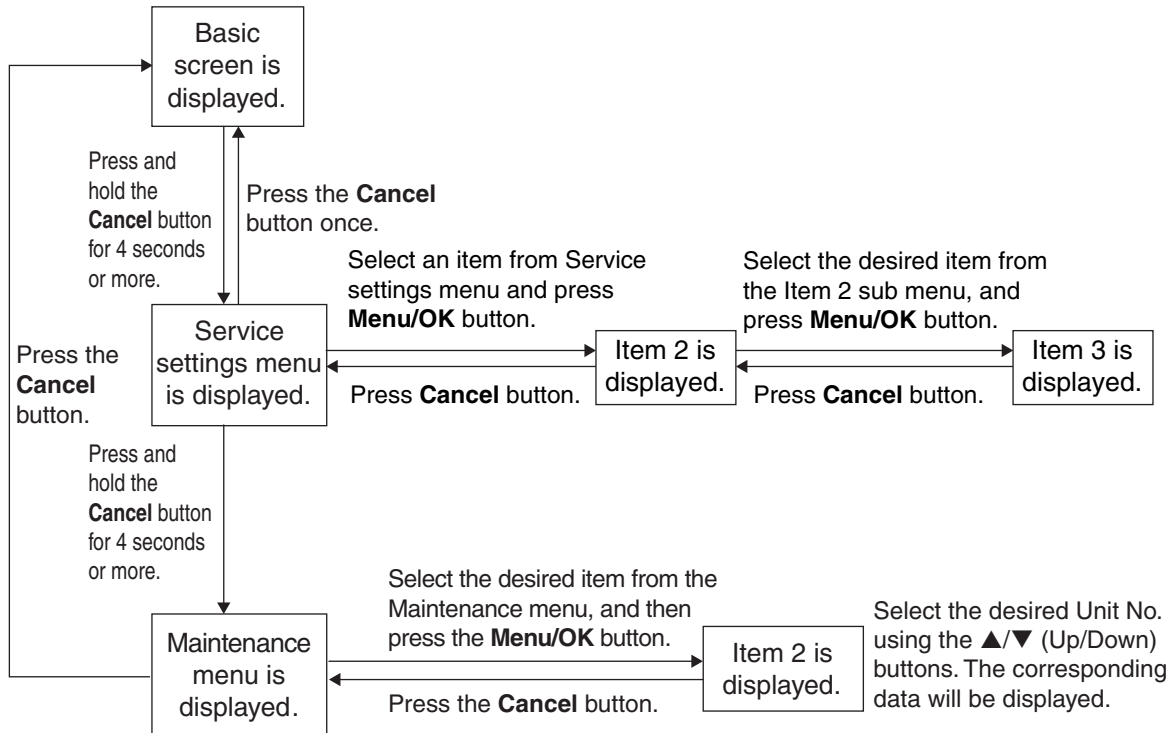 Basic
screen is
displayed.
Press and
hold the
Cancel button
for 4 seconds
or more.
Press the Cancel
button once.
Select an item from Service
settings menu and press
Menu/OK button.
Select the desired item from
the Item 2 sub menu, and
press Menu/OK button.
Press the
Cancel
button.
Service
settings menu
is displayed.
Item 2 is
displayed.
Item 3 is
displayed.
Press Cancel button.
Press Cancel button.
Press and
hold the
Cancel button
for 4 seconds
or more.
Select the desired item from the
Maintenance menu, and then
press the Menu/OK button.
Maintenance
menu is
displayed.
Press the Cancel button.
Item 2 is
displayed.
Select the desired Unit No.
using the ▲/▼ (Up/Down)
buttons. The corresponding
data will be displayed.